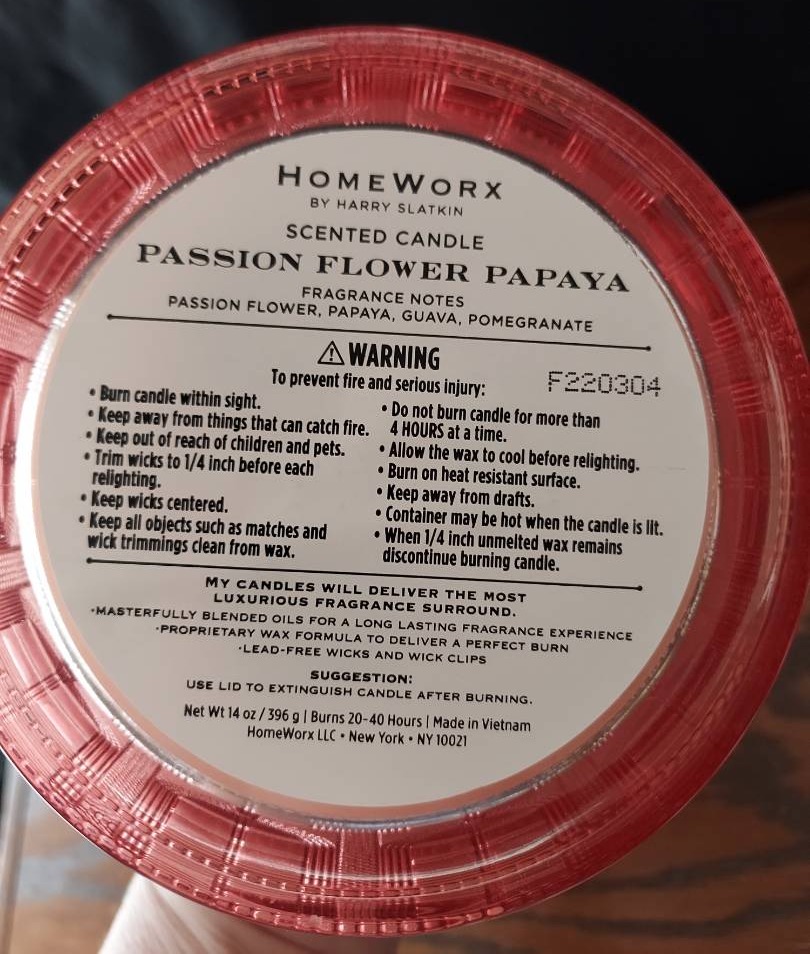 HOMEWORX
BY HARRY SLATKIN
SCENTED CANDLE
PASSION FLOWER PAPAYA
FRAGRANCE NOTES
PASSION FLOWER, PAPAYA, GUAVA, POMEGRANATE
⚠ WARNING
To prevent fire and serious injury:
F220304
• Burn candle within sight.
• Keep away from things that can catch fire.
• Keep out of reach of children and pets.
• Trim wicks to 1/4 inch before each
relighting.
• Keep wicks centered.
• Keep all objects such as matches and
wick trimmings clean from wax.
• Do not burn candle for more than
4 HOURS at a time.
• Allow the wax to cool before relighting.
• Burn on heat resistant surface.
• Keep away from drafts.
• Container may be hot when the candle is lit.
• When 1/4 inch unmelted wax remains
discontinue burning candle.
MY CANDLES WILL DELIVER THE MOST
LUXURIOUS FRAGRANCE SURROUND.
•MASTERFULLY BLENDED OILS FOR A LONG LASTING FRAGRANCE EXPERIENCE
•PROPRIETARY WAX FORMULA TO DELIVER A PERFECT BURN
•LEAD-FREE WICKS AND WICK CLIPS
SUGGESTION:
USE LID TO EXTINGUISH CANDLE AFTER BURNING.
Net Wt 14 oz / 396 g | Burns 20-40 Hours | Made in Vietnam
HomeWorx LLC • New York • NY 10021